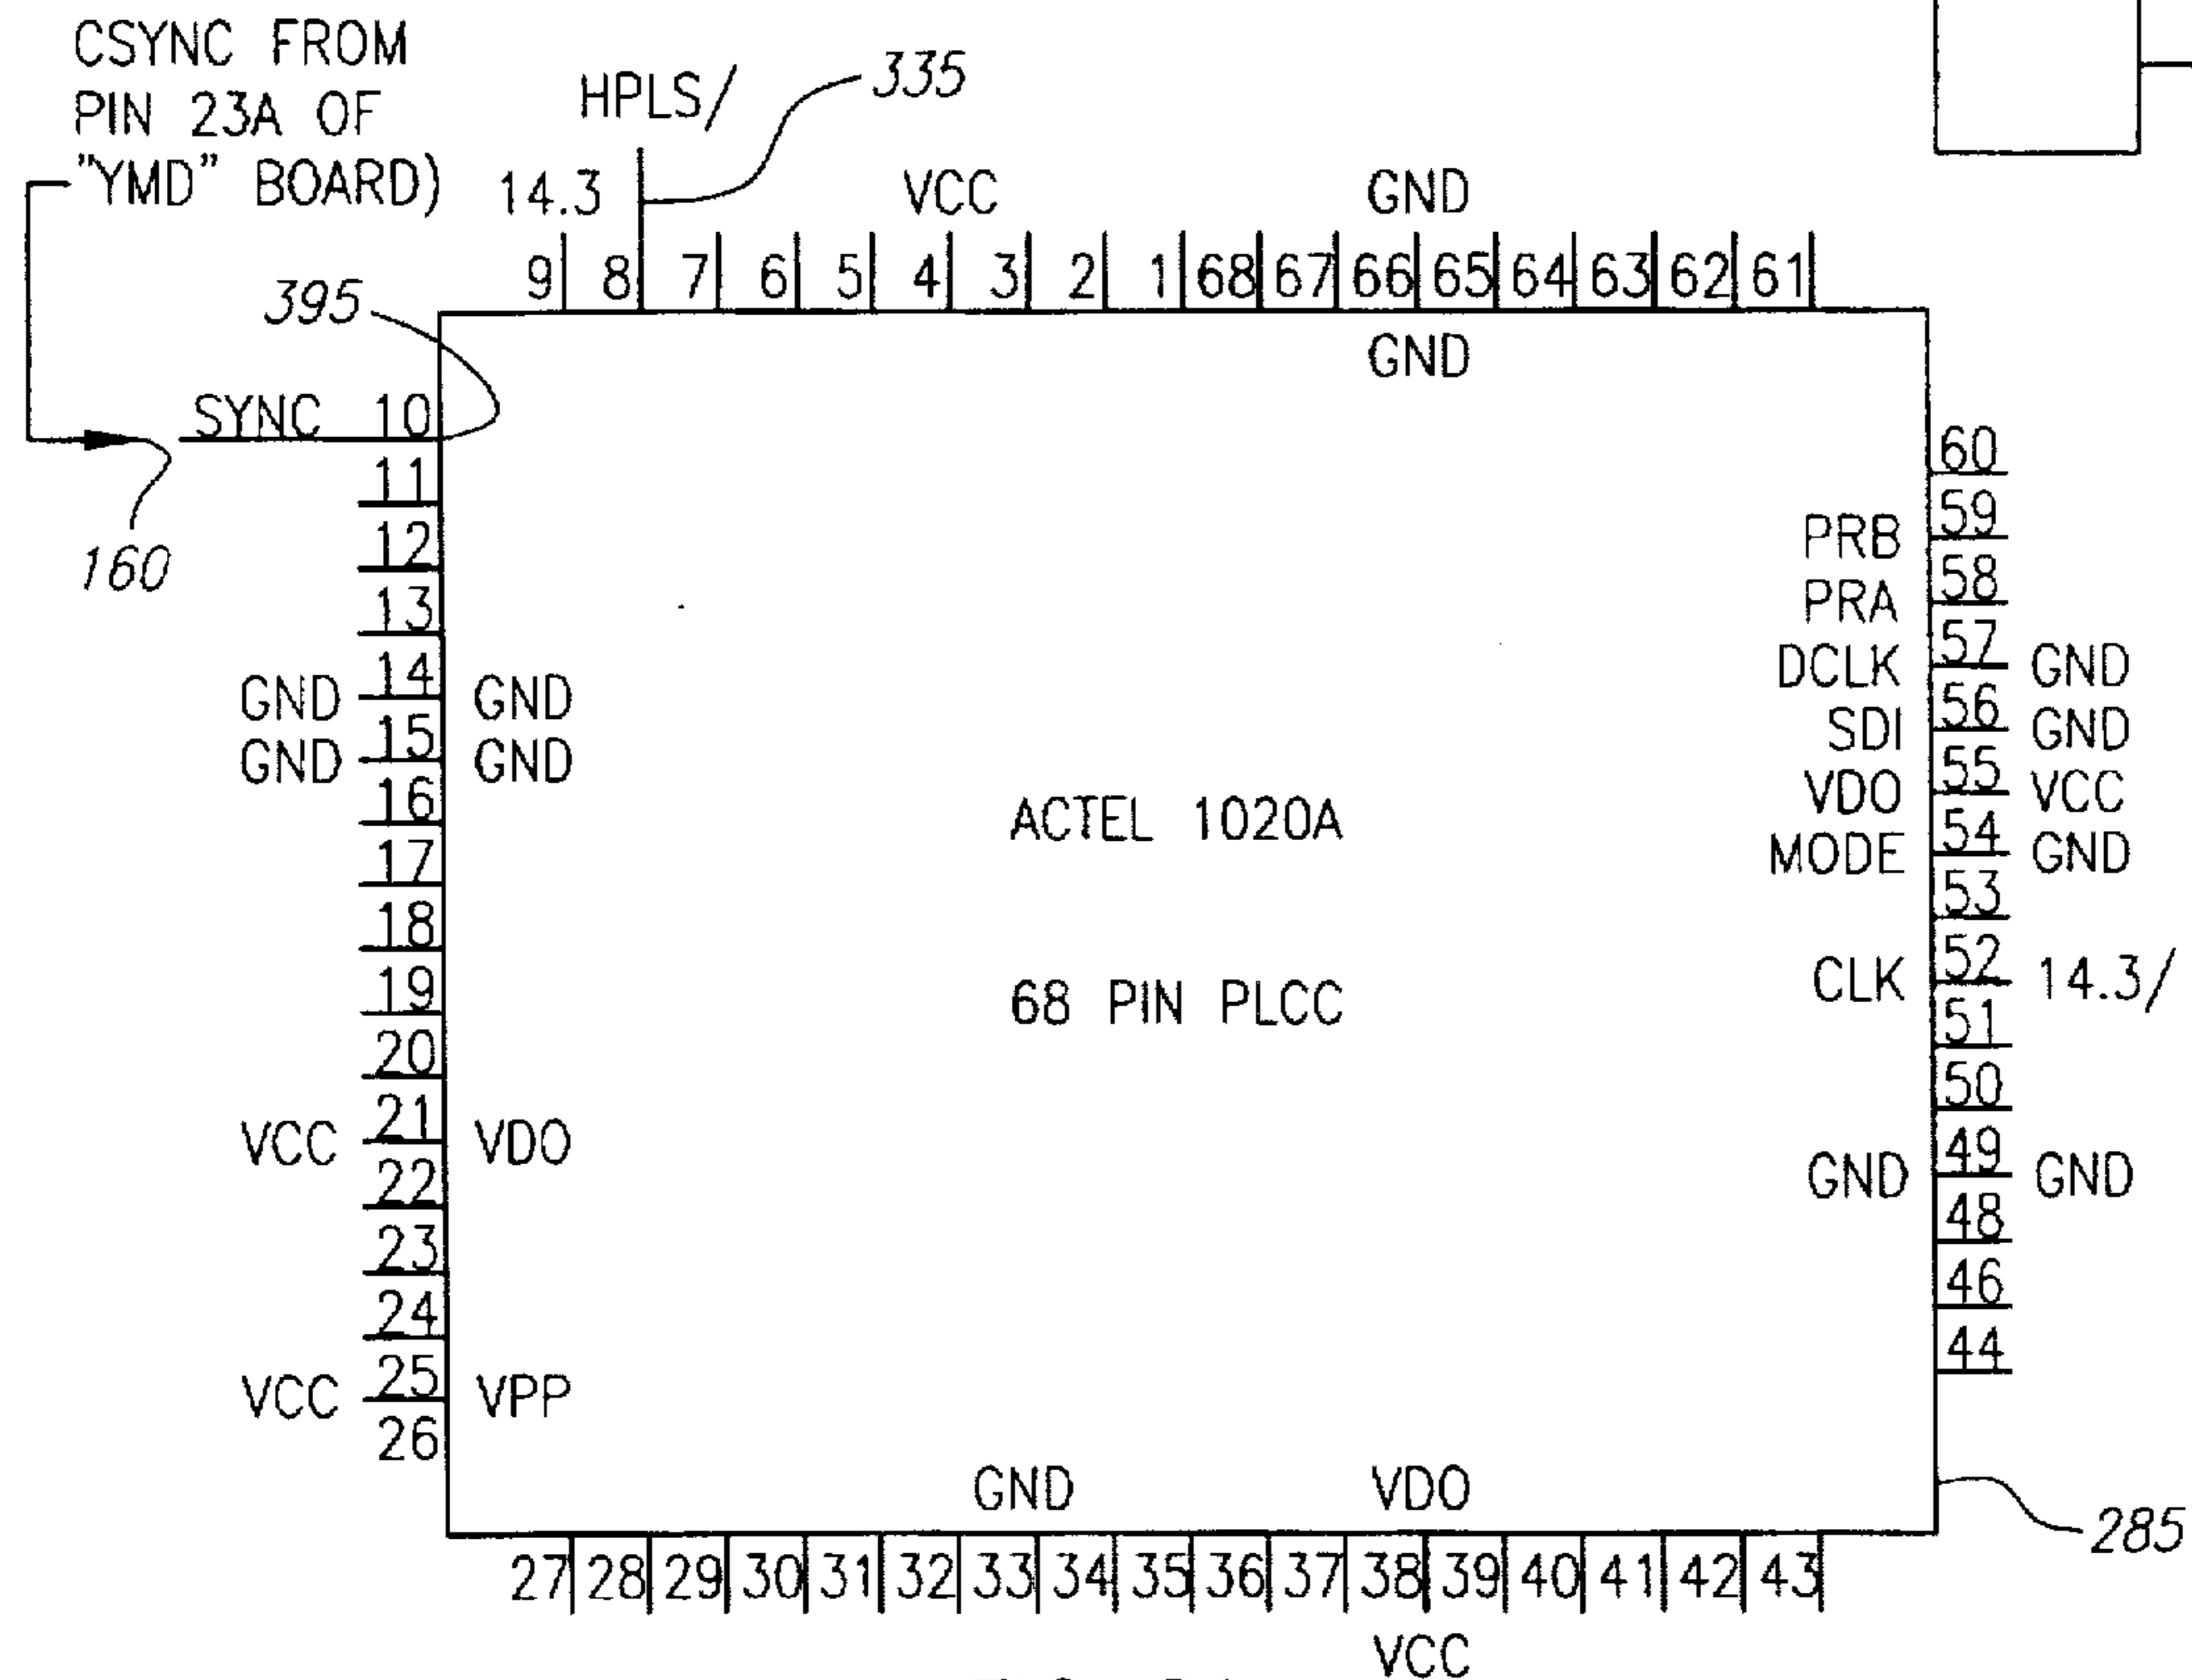 CSYNC FROM
PIN 23A OF
"YMD" BOARD)
HPLS/
335
14.3
VCC
GND
9 8 7 6 5 4 3 2 1 68 67 66 65 64 63 62 61
395
GND
SYNC 10
160
11
12
13
GND 14 GND
GND 15 GND
16
17
18
19
20
VCC 21 VDO
22
23
24
VCC 25 VPP
26
ACTEL 1020A
68 PIN PLCC
60
PRB 59
PRA 58
DCLK 57 GND
SDI 56 GND
VDO 55 VCC
MODE 54 GND
53
CLK 52 14.3/
51
50
GND 49 GND
48
46
44
GND
VDO
285
27 28 29 30 31 32 33 34 35 36 37 38 39 40 41 42 43
VCC